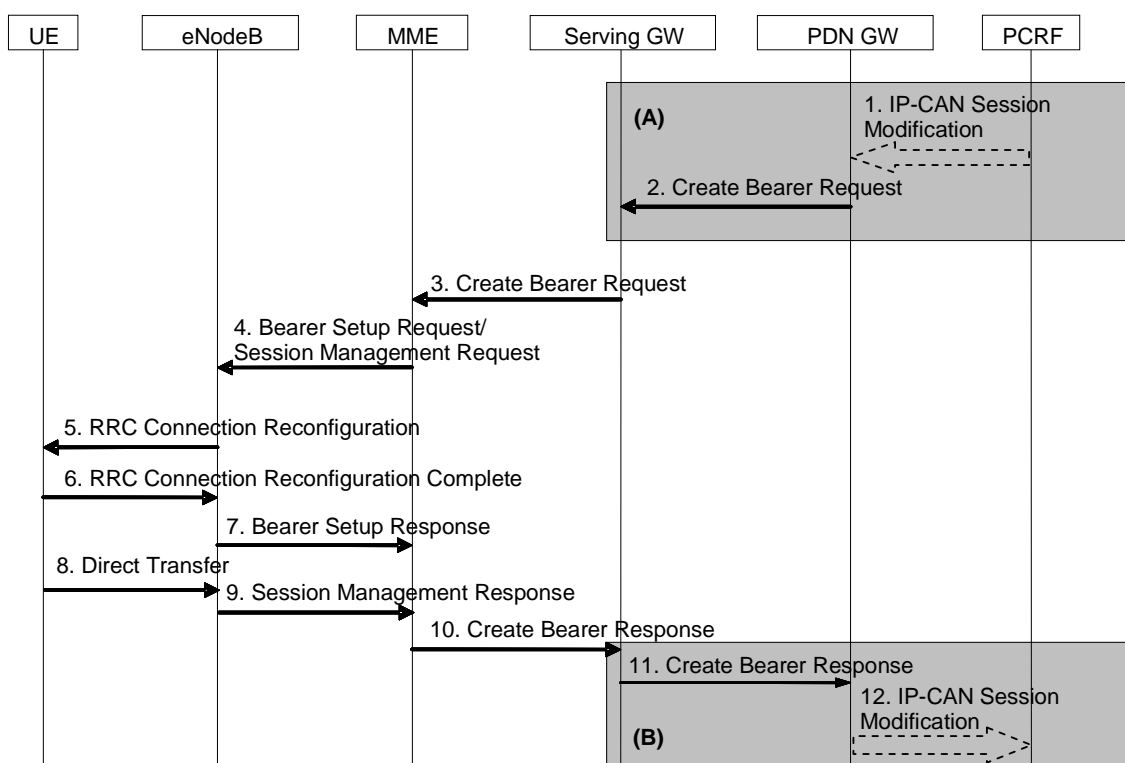 UE eNodeB MME Serving GW PDN GW PCRF
(A)
1. IP-CAN Session
Modification
2. Create Bearer Request
3. Create Bearer Request
4. Bearer Setup Request/
Session Management Request
5. RRC Connection Reconfiguration
6. RRC Connection Reconfiguration Complete
7. Bearer Setup Response
8. Direct Transfer
9. Session Management Response
10. Create Bearer Response
11. Create Bearer Response
12. IP-CAN Session
Modification
(B)